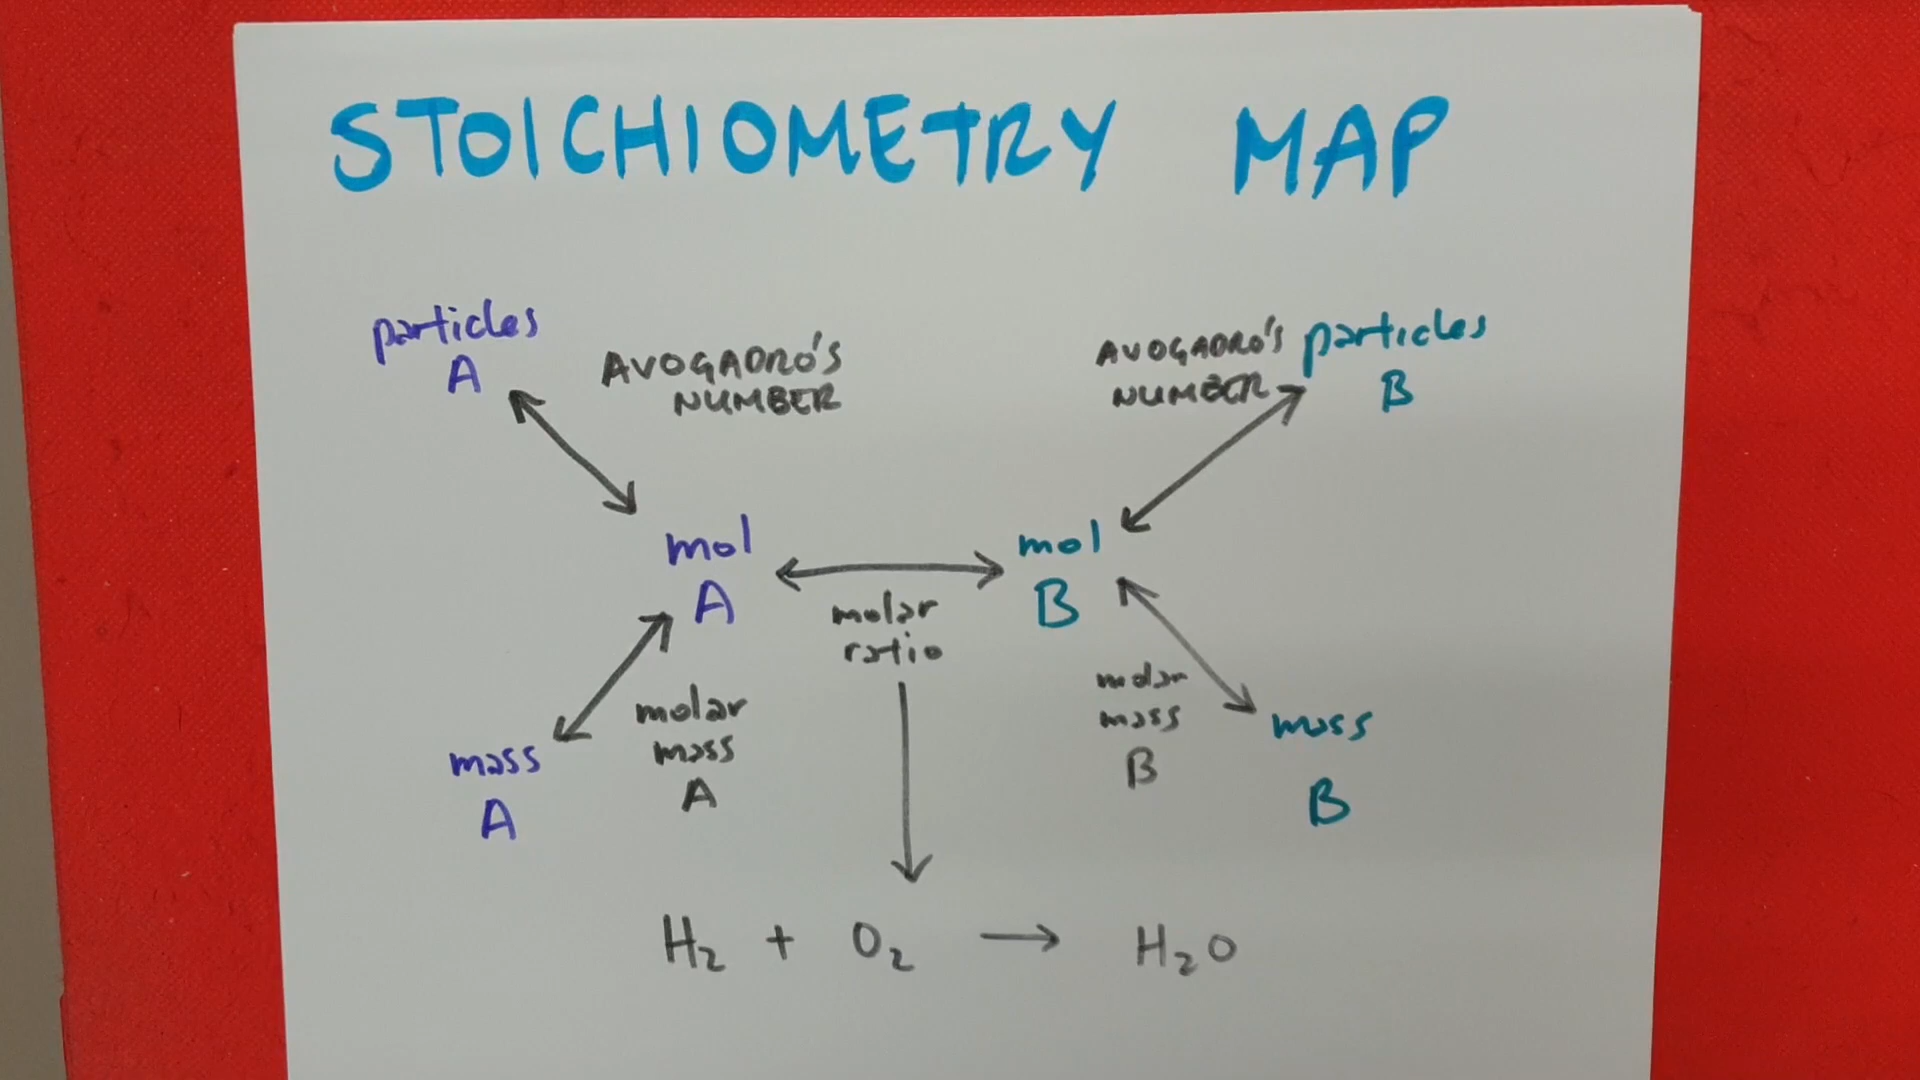 STOICHIOMETRY MAP
particles
A
AVOGADRO'S
NUMBER
AVOGADRO'S
NUMBER
particles
B
mol
A
mol
B
molar
ratio
mass
A
molar
mass
A
molar
mass
B
mass
B
H₂ + O₂ → H₂O